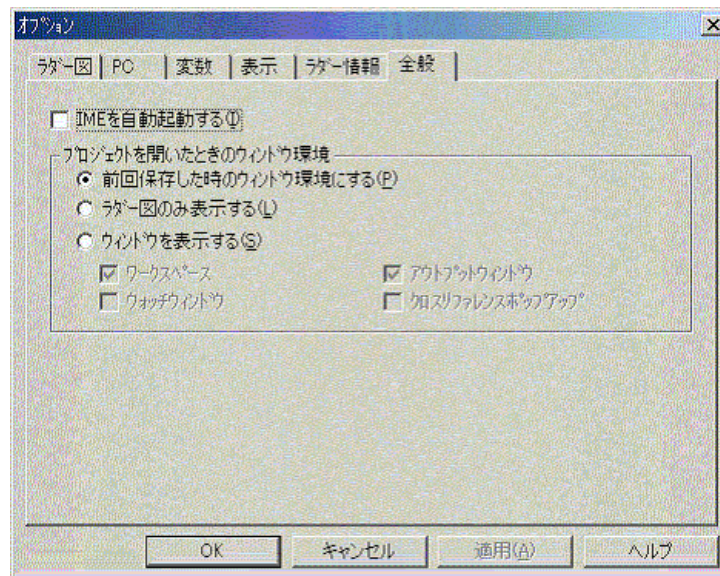 オプション
ラダー図 PC 変数 表示 ラダー情報 全般
IMEを自動起動する(I)
プロジェクトを開いたときのウィンドウ環境
前回保存した時のウィンドウ環境にする(P)
ラダー図のみ表示する(L)
ウィンドウを表示する(S)
ワークスペース アウトプットウィンドウ
ウォッチウィンドウ クロスリファレンスポップアップ
OK キャンセル 適用(A) ヘルプ